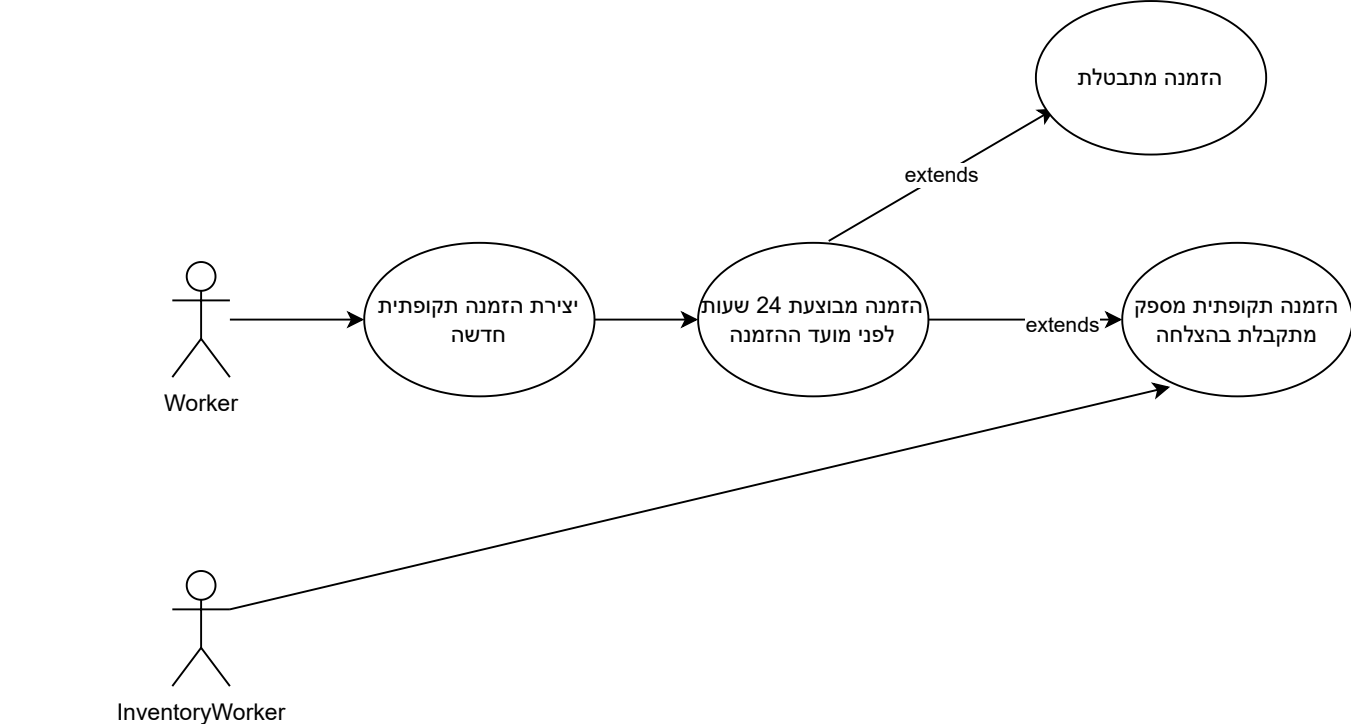 הזמנה מתבטלת
extends
יצירת הזמנה תקופתית
חדשה
הזמנה מבוצעת 24 שעות
לפני מועד ההזמנה
extends
הזמנה תקופתית מספק
מתקבלת בהצלחה
Worker
InventoryWorker